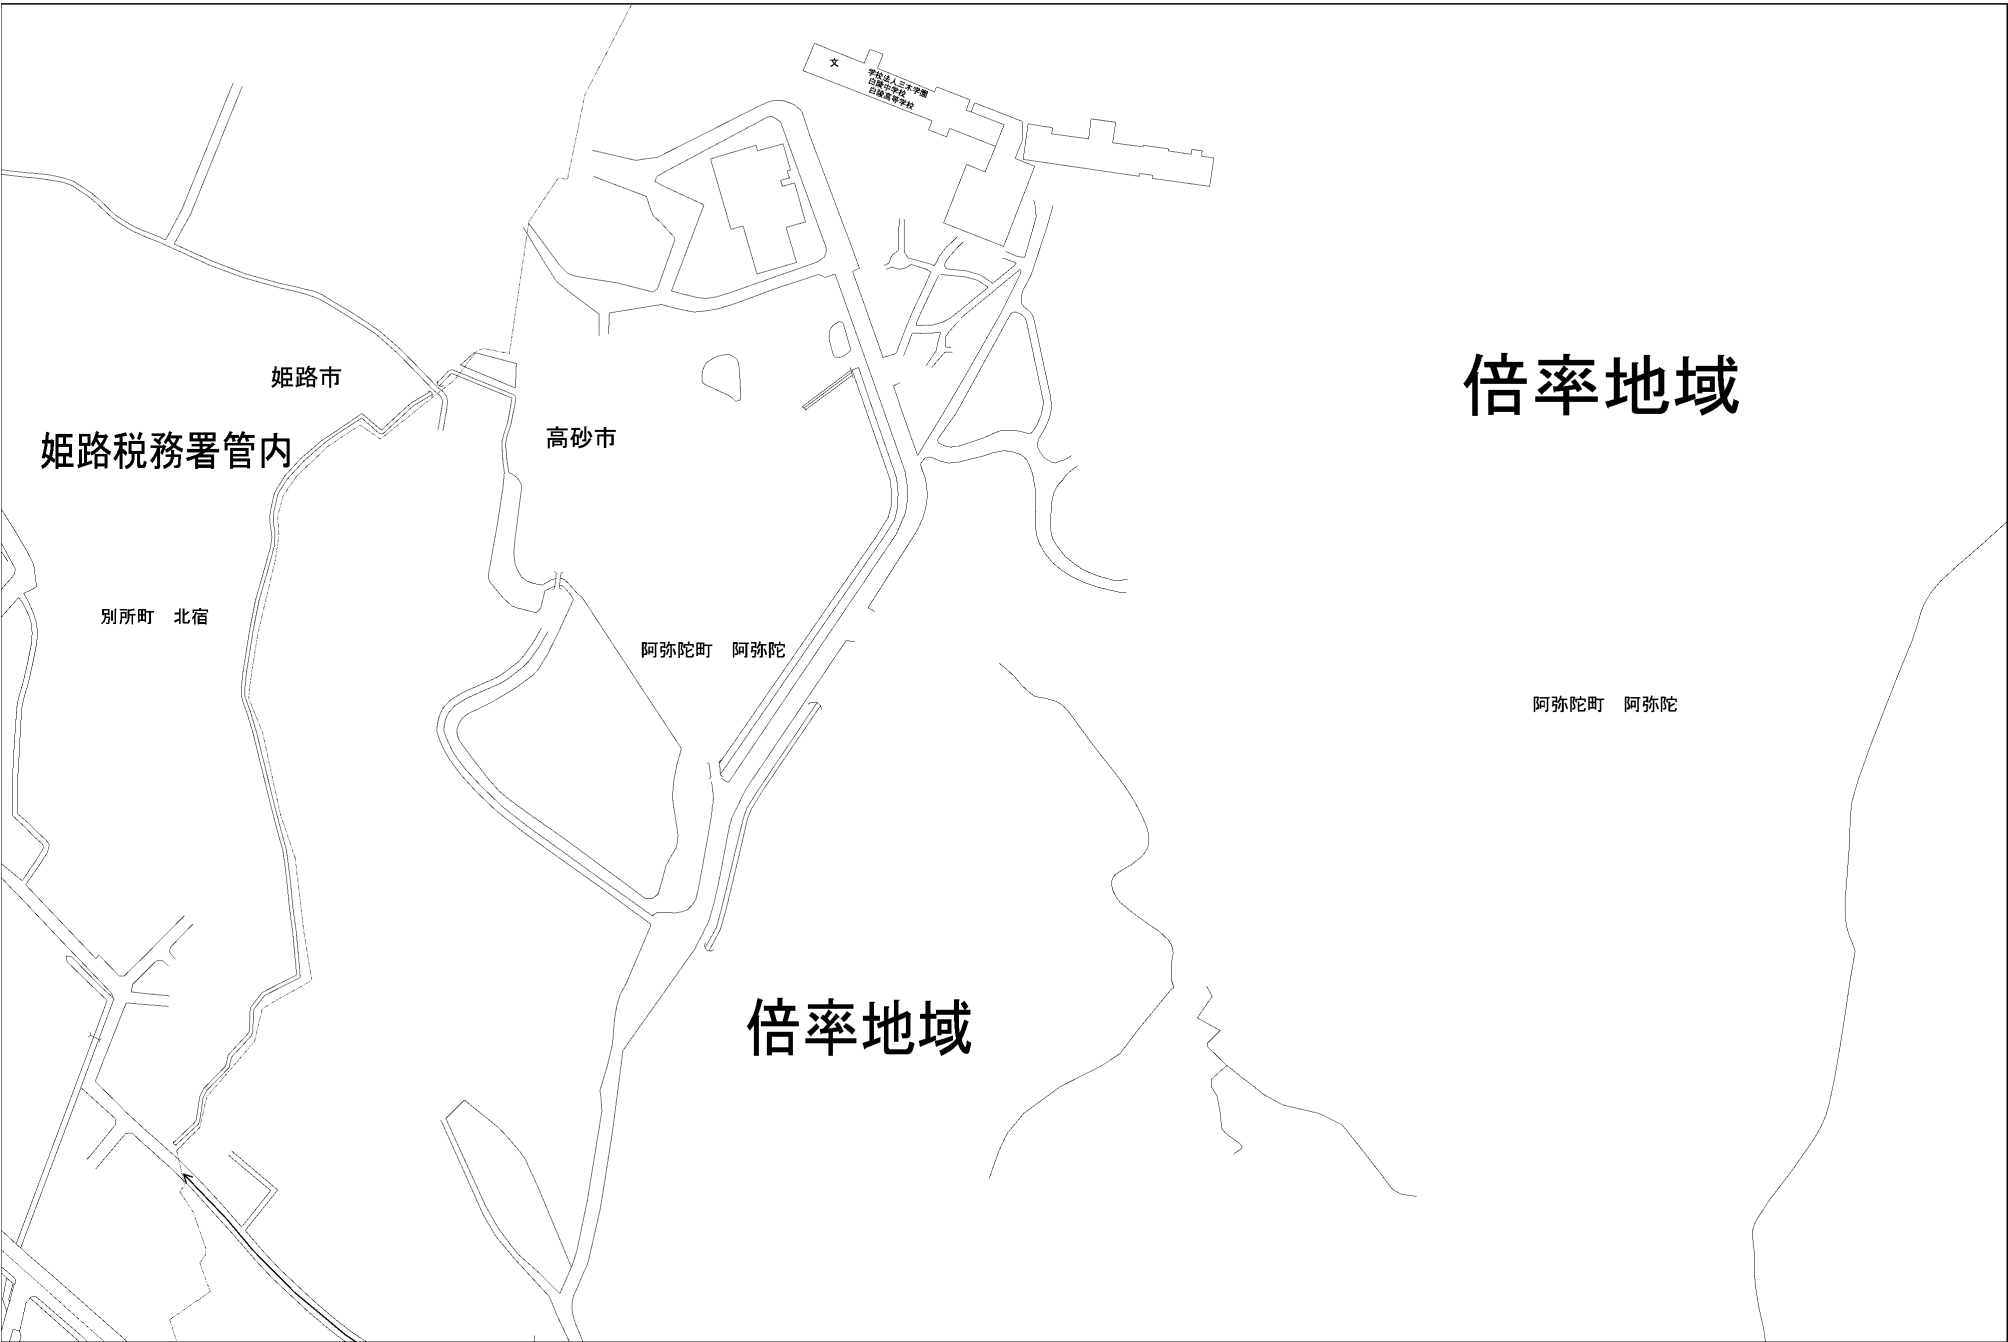 文
学校法人三木学園
白陵中学校
白陵高等学校
倍率地域
姫路市
高砂市
姫路税務署管内
別所町　北宿
阿弥陀町　阿弥陀
阿弥陀町　阿弥陀
倍率地域